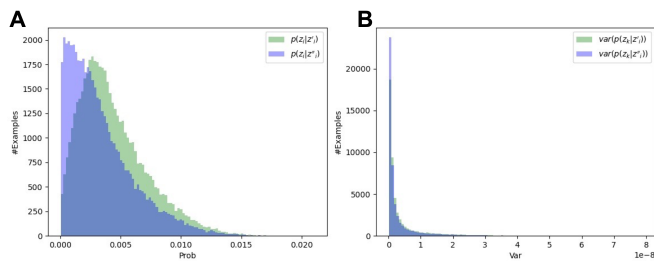 A
B
p(z_i|z'_i)
p(z_i|z''_i)
var(p(z_k|z'_i))
var(p(z_k|z''_i))
#Examples
2000
1750
1500
1250
1000
750
500
250
0
0.000 0.005 0.010 0.015 0.020
Prob
#Examples
20000
15000
10000
5000
0
0 1 2 3 4 5 6 7 8
1e−8
Var